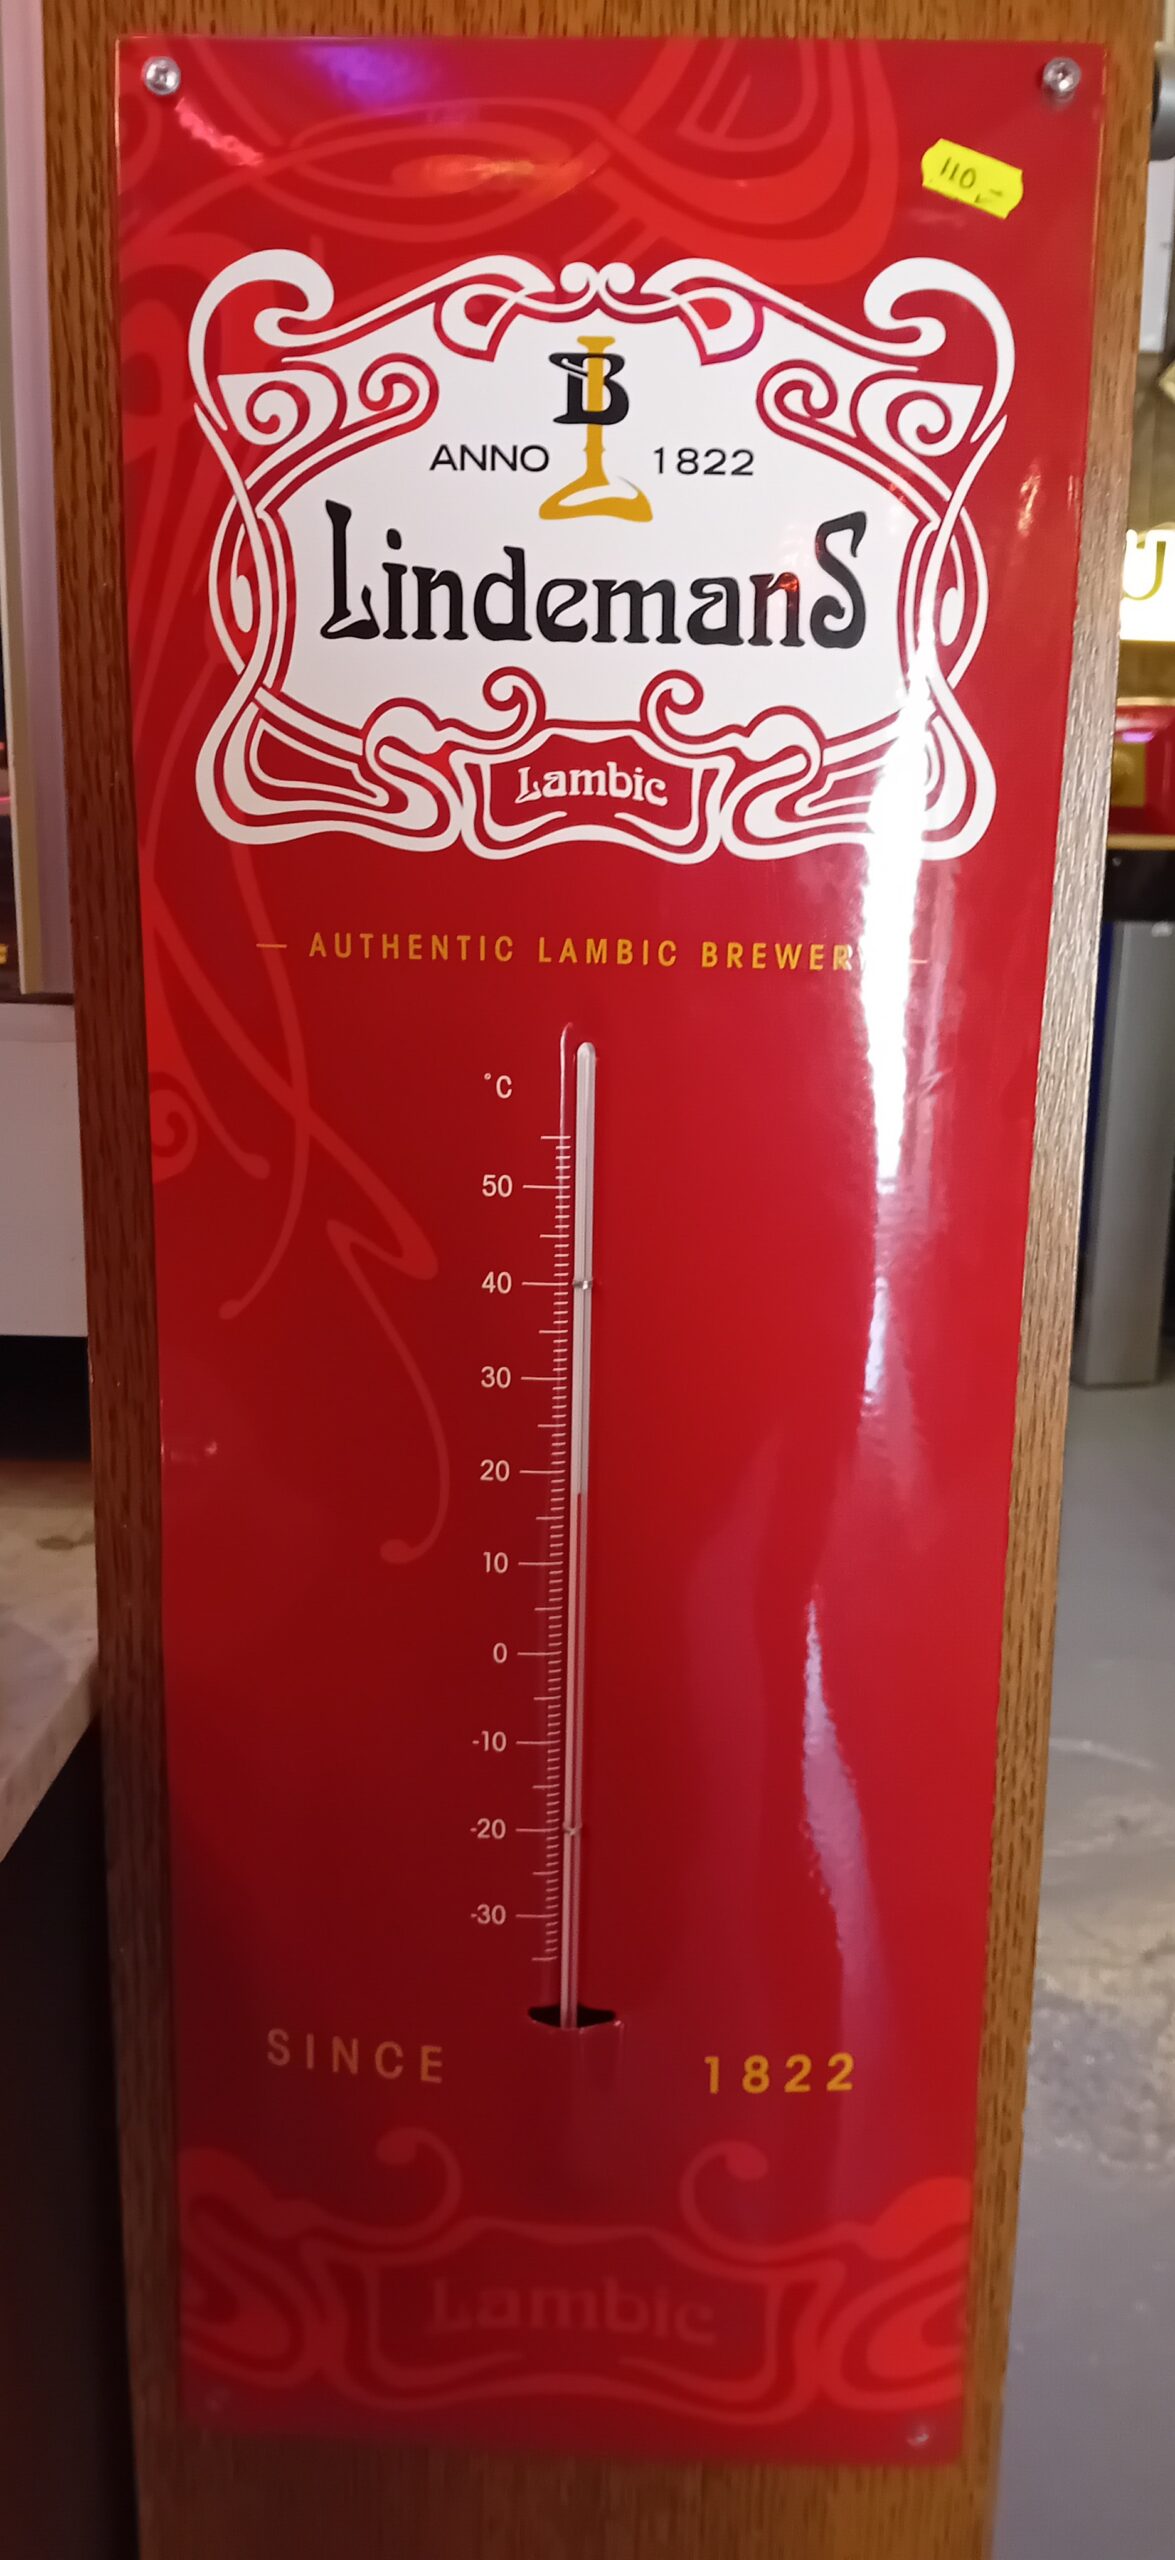 110,-
B
ANNO 1822
Lindemans
Lambic
— AUTHENTIC LAMBIC BREWERY —
°C
50
40
30
20
10
0
-10
-20
-30
SINCE 1822
Lambic